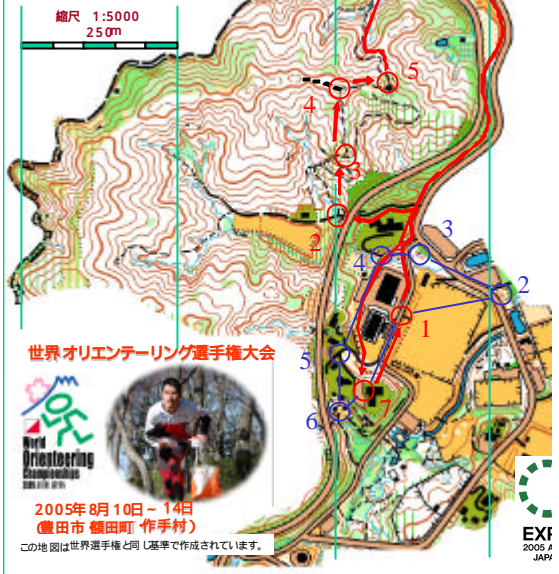 縮尺 1:5000
250m
5
4
3
2
3
4
2
1
5
7
6
世界オリエンテーリング選手権大会
World
Orienteering
Championships
2005年8月10日~14日
(豊田市 額田町 作手村)
この地図は世界選手権と同じ基準で作成されています。
EXP
2005 A
JAPA